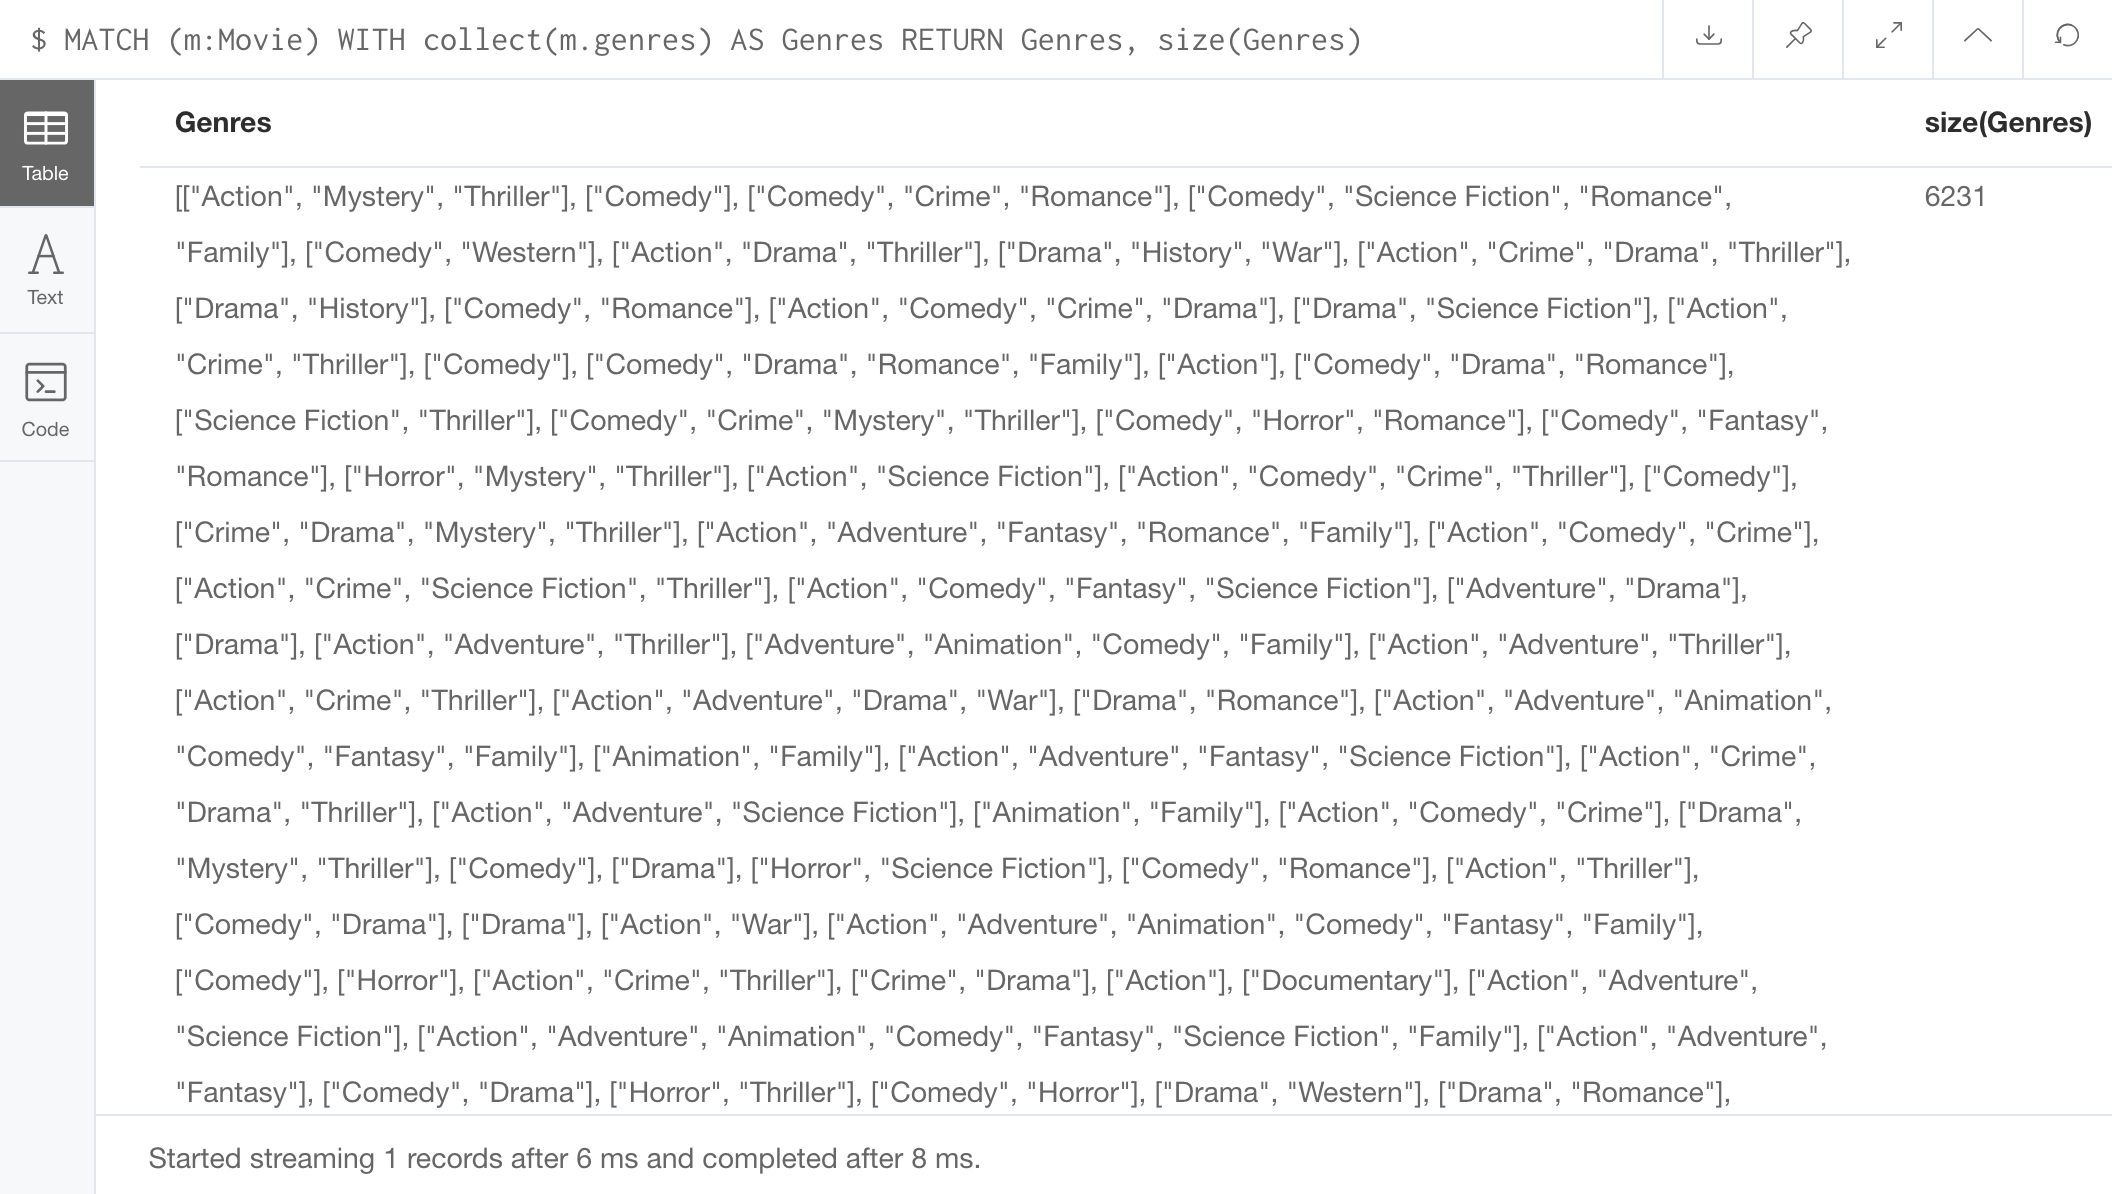 $ MATCH (m:Movie) WITH collect(m.genres) AS Genres RETURN Genres, size(Genres)
Table
Text
Code
Genres size(Genres)
[["Action", "Mystery", "Thriller"], ["Comedy"], ["Comedy", "Crime", "Romance"], ["Comedy", "Science Fiction", "Romance", 6231
"Family"], ["Comedy", "Western"], ["Action", "Drama", "Thriller"], ["Drama", "History", "War"], ["Action", "Crime", "Drama", "Thriller"],
["Drama", "History"], ["Comedy", "Romance"], ["Action", "Comedy", "Crime", "Drama"], ["Drama", "Science Fiction"], ["Action",
"Crime", "Thriller"], ["Comedy"], ["Comedy", "Drama", "Romance", "Family"], ["Action"], ["Comedy", "Drama", "Romance"],
["Science Fiction", "Thriller"], ["Comedy", "Crime", "Mystery", "Thriller"], ["Comedy", "Horror", "Romance"], ["Comedy", "Fantasy",
"Romance"], ["Horror", "Mystery", "Thriller"], ["Action", "Science Fiction"], ["Action", "Comedy", "Crime", "Thriller"], ["Comedy"],
["Crime", "Drama", "Mystery", "Thriller"], ["Action", "Adventure", "Fantasy", "Romance", "Family"], ["Action", "Comedy", "Crime"],
["Action", "Crime", "Science Fiction", "Thriller"], ["Action", "Comedy", "Fantasy", "Science Fiction"], ["Adventure", "Drama"],
["Drama"], ["Action", "Adventure", "Thriller"], ["Adventure", "Animation", "Comedy", "Family"], ["Action", "Adventure", "Thriller"],
["Action", "Crime", "Thriller"], ["Action", "Adventure", "Drama", "War"], ["Drama", "Romance"], ["Action", "Adventure", "Animation",
"Comedy", "Fantasy", "Family"], ["Animation", "Family"], ["Action", "Adventure", "Fantasy", "Science Fiction"], ["Action", "Crime",
"Drama", "Thriller"], ["Action", "Adventure", "Science Fiction"], ["Animation", "Family"], ["Action", "Comedy", "Crime"], ["Drama",
"Mystery", "Thriller"], ["Comedy"], ["Drama"], ["Horror", "Science Fiction"], ["Comedy", "Romance"], ["Action", "Thriller"],
["Comedy", "Drama"], ["Drama"], ["Action", "War"], ["Action", "Adventure", "Animation", "Comedy", "Fantasy", "Family"],
["Comedy"], ["Horror"], ["Action", "Crime", "Thriller"], ["Crime", "Drama"], ["Action"], ["Documentary"], ["Action", "Adventure",
"Science Fiction"], ["Action", "Adventure", "Animation", "Comedy", "Fantasy", "Science Fiction", "Family"], ["Action", "Adventure",
"Fantasy"], ["Comedy", "Drama"], ["Horror", "Thriller"], ["Comedy", "Horror"], ["Drama", "Western"], ["Drama", "Romance"],
Started streaming 1 records after 6 ms and completed after 8 ms.